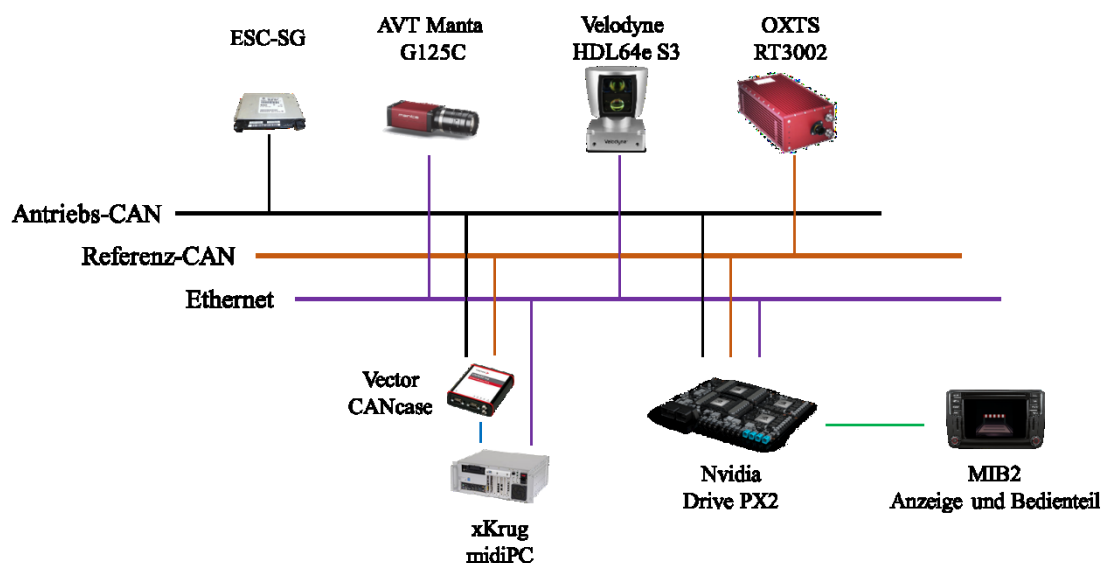 ESC-SG
AVT Manta
G125C
Velodyne
HDL64e S3
OXTS
RT3002
Velodyne
Antriebs-CAN
Referenz-CAN
Ethernet
Vector
CANcase
xKrug
midiPC
Nvidia
Drive PX2
MIB2
Anzeige und Bedienteil